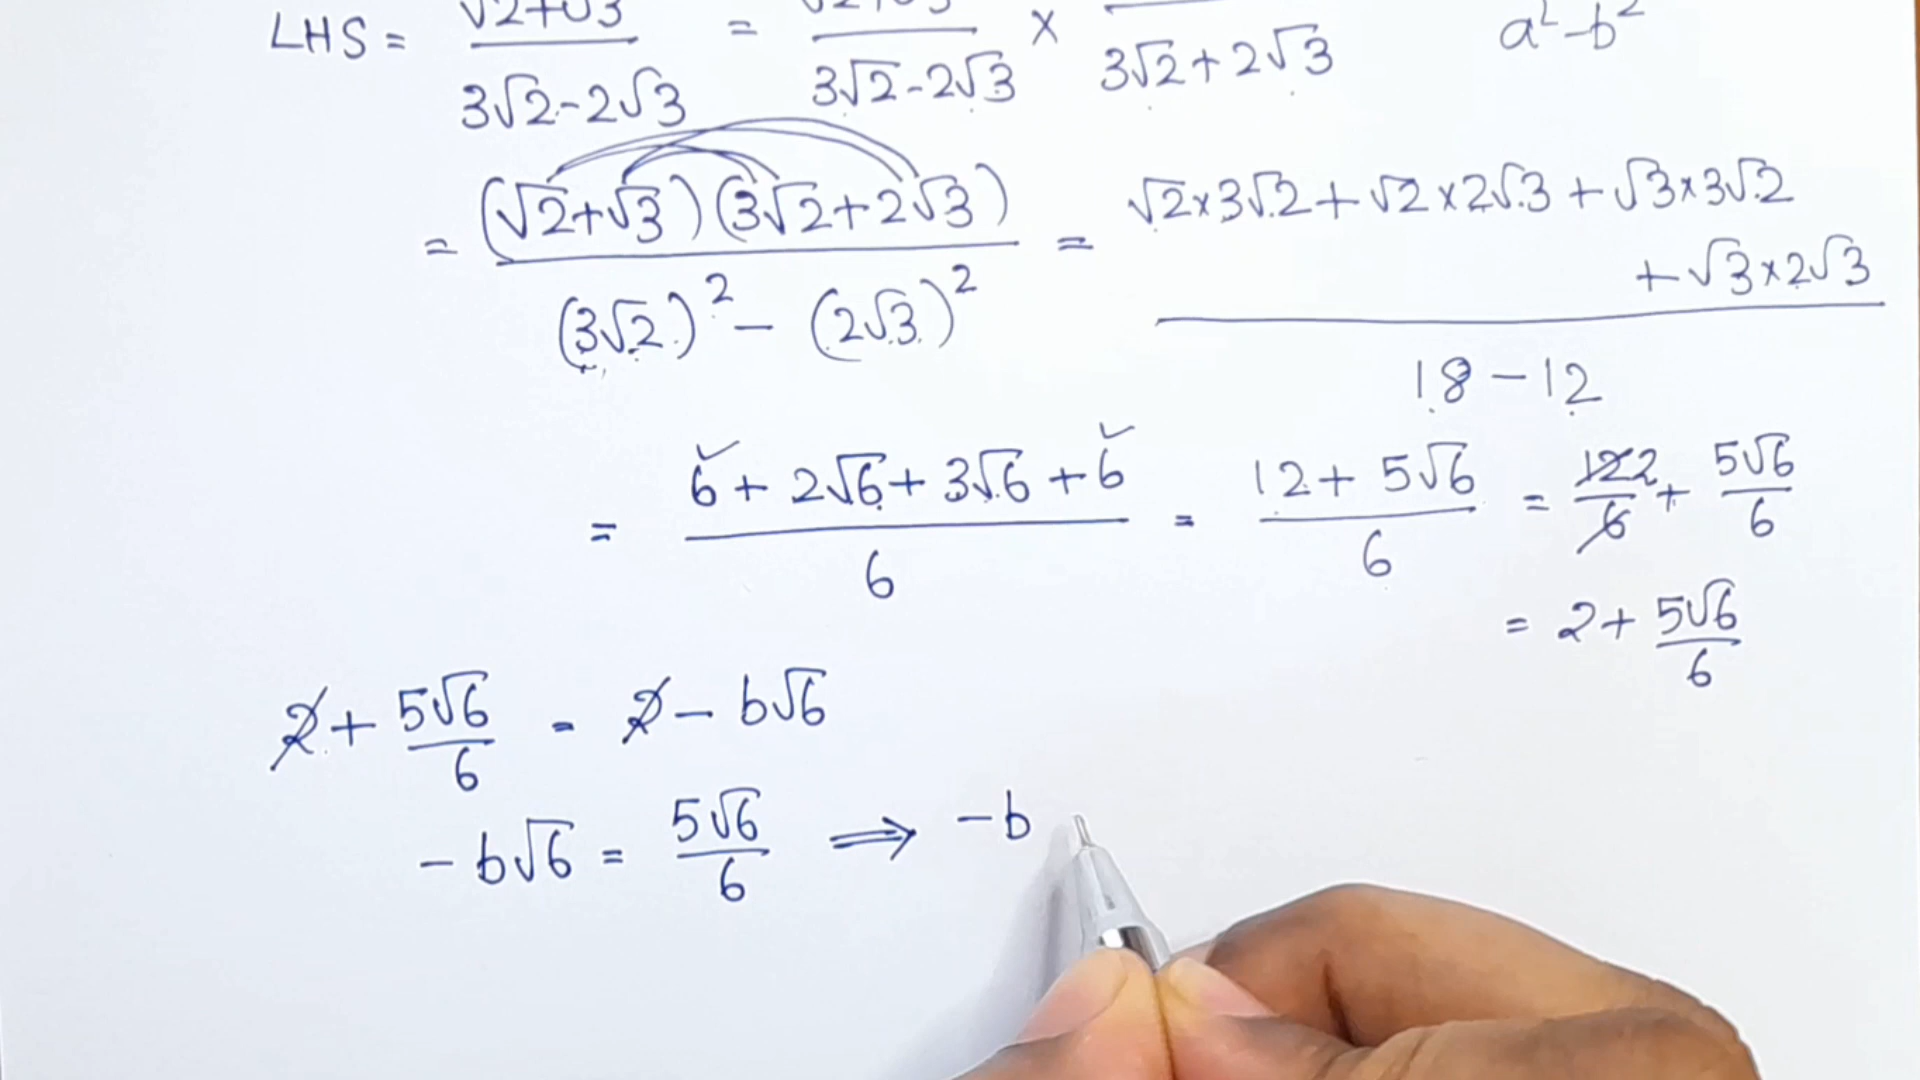 LHS = √2+√3 / 3√2-2√3 = √2+√3 / 3√2-2√3 × / 3√2+2√3 a²-b²
= (√2+√3)(3√2+2√3) / (3√2)² - (2√3)² = √2×3√2+√2×2√3+√3×3√2 +√3×2√3 / 18-12
= 6+2√6+3√6+6 / 6 = 12+5√6 / 6 = 12 2 / 6 + 5√6 / 6
= 2+ 5√6 / 6
2+ 5√6 / 6 = 2-b√6
-b√6 = 5√6 / 6 ⇒ -b